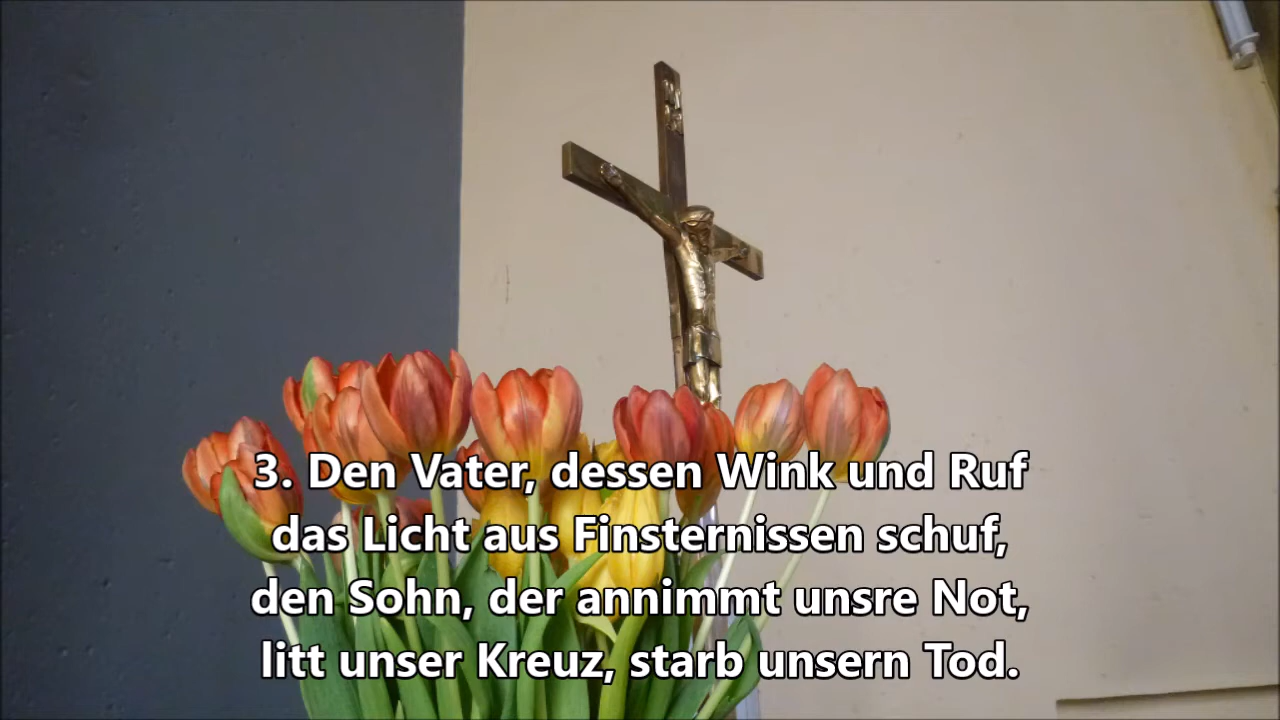 3. Den Vater, dessen Wink und Ruf
das Licht aus Finsternissen schuf,
den Sohn, der annimmt unsre Not,
litt unser Kreuz, starb unsern Tod.